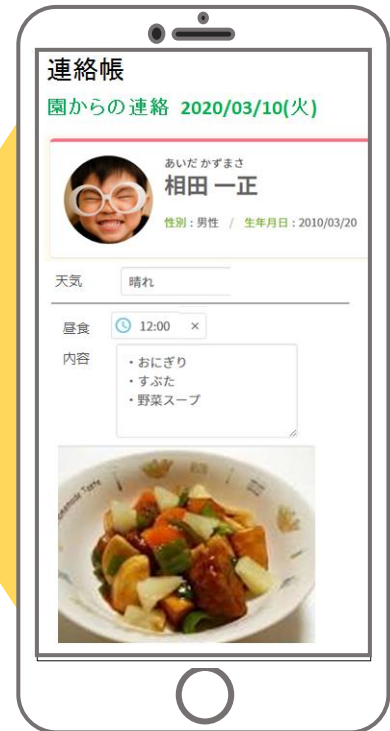 連絡帳
園からの連絡 2020/03/10(火)
あいだ かずまさ
相田 一正
性別：男性 / 生年月日：2010/03/20
天気 晴れ
昼食 12:00 ×
内容 ・おにぎり
・すぶた
・野菜スープ
Homemade Taste